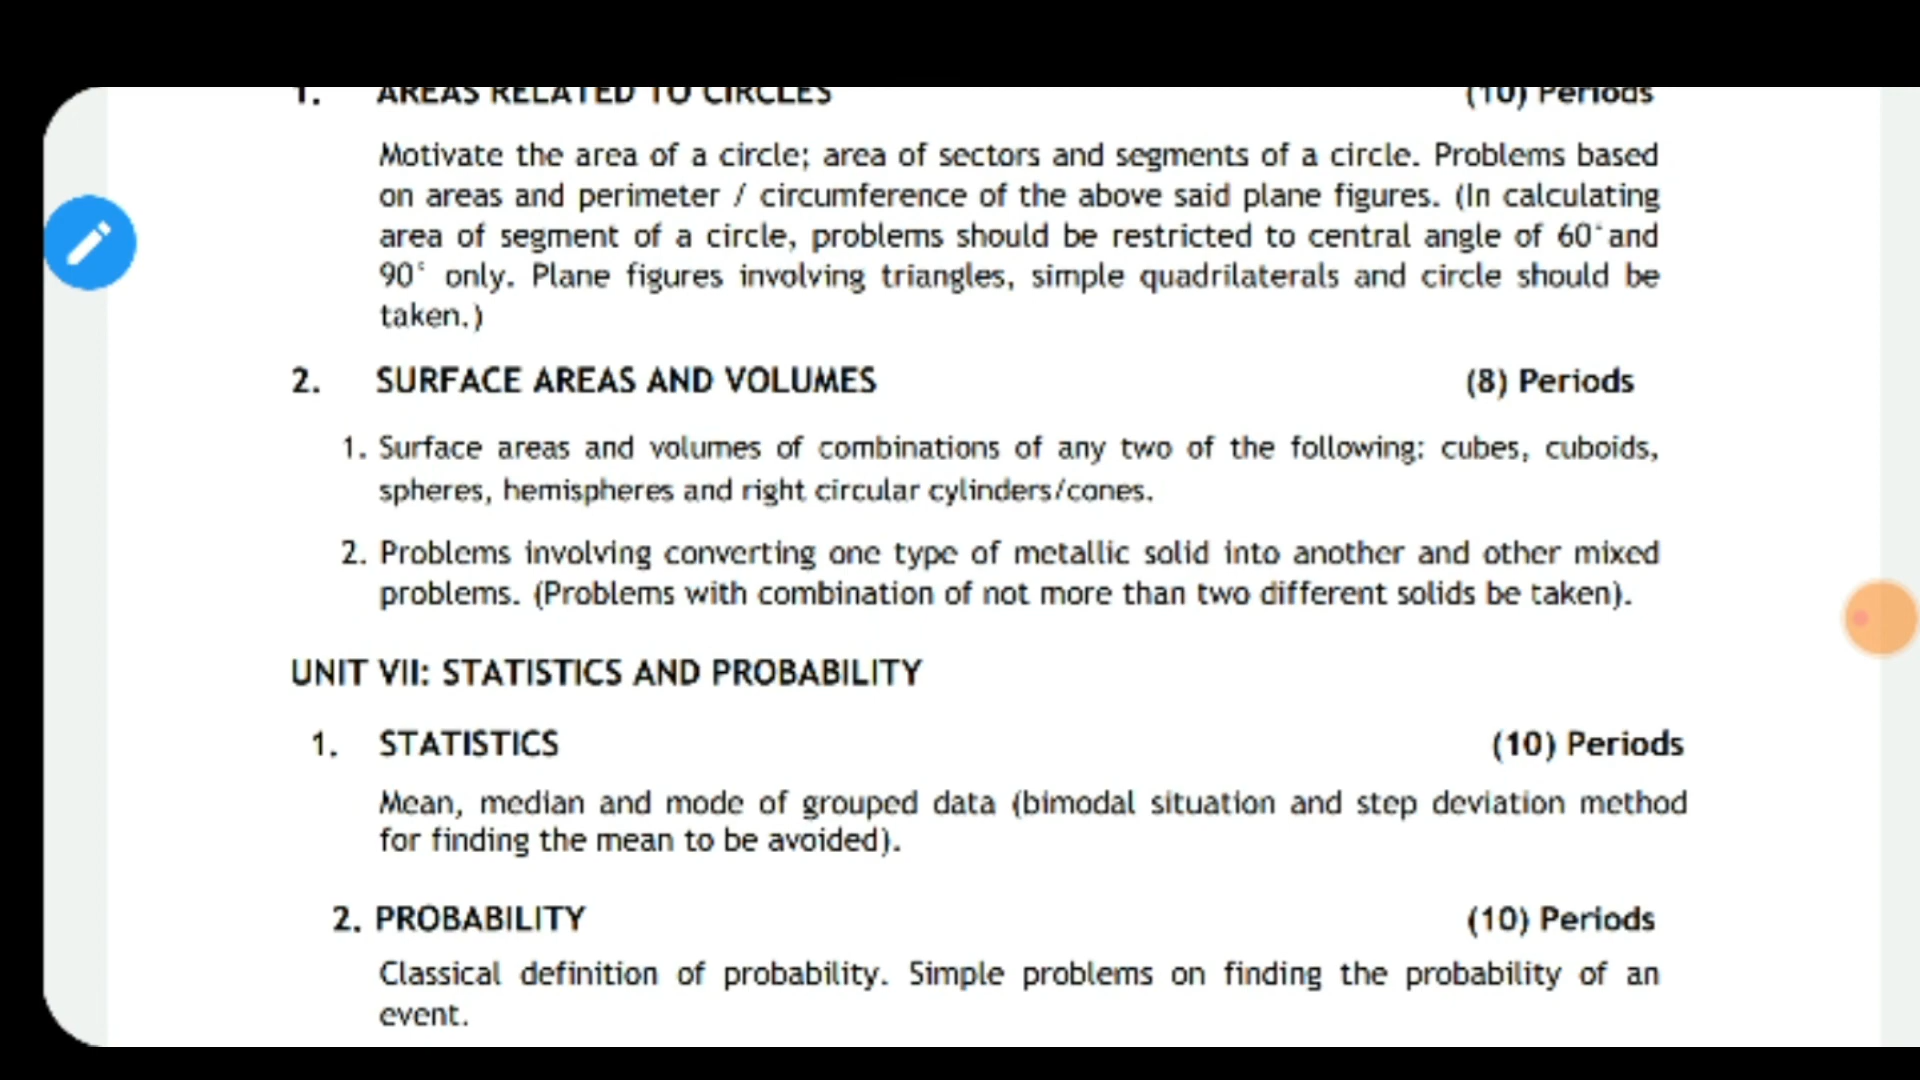 1. AREAS RELATED TO CIRCLES (10) Periods
Motivate the area of a circle; area of sectors and segments of a circle. Problems based
on areas and perimeter / circumference of the above said plane figures. (In calculating
area of segment of a circle, problems should be restricted to central angle of 60° and
90° only. Plane figures involving triangles, simple quadrilaterals and circle should be
taken.)
2. SURFACE AREAS AND VOLUMES (8) Periods
1. Surface areas and volumes of combinations of any two of the following: cubes, cuboids,
spheres, hemispheres and right circular cylinders/cones.
2. Problems involving converting one type of metallic solid into another and other mixed
problems. (Problems with combination of not more than two different solids be taken).
UNIT VII: STATISTICS AND PROBABILITY
1. STATISTICS (10) Periods
Mean, median and mode of grouped data (bimodal situation and step deviation method
for finding the mean to be avoided).
2. PROBABILITY (10) Periods
Classical definition of probability. Simple problems on finding the probability of an
event.